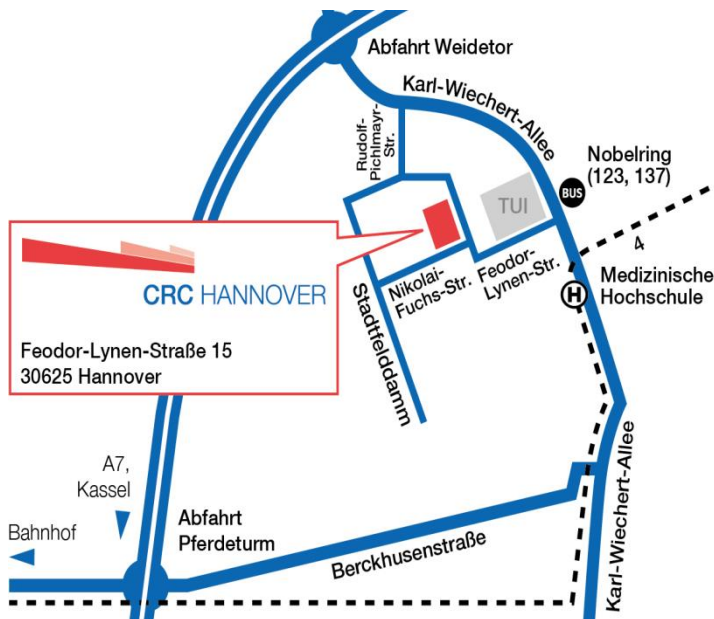 Abfahrt Weidetor
Karl-Wiechert-Allee
Rudolf-
Pichlmayr-
Str.
Nobelring
(123, 137)
BUS
TUI
4
CRC HANNOVER
Nikolai-
Fuchs-Str.
Feodor-
Lynen-Str.
H
Medizinische
Hochschule
Stadtfelddamm
Feodor-Lynen-Straße 15
30625 Hannover
A7,
Kassel
Bahnhof
Abfahrt
Pferdeturm
Berckhusenstraße
Karl-Wiechert-Allee